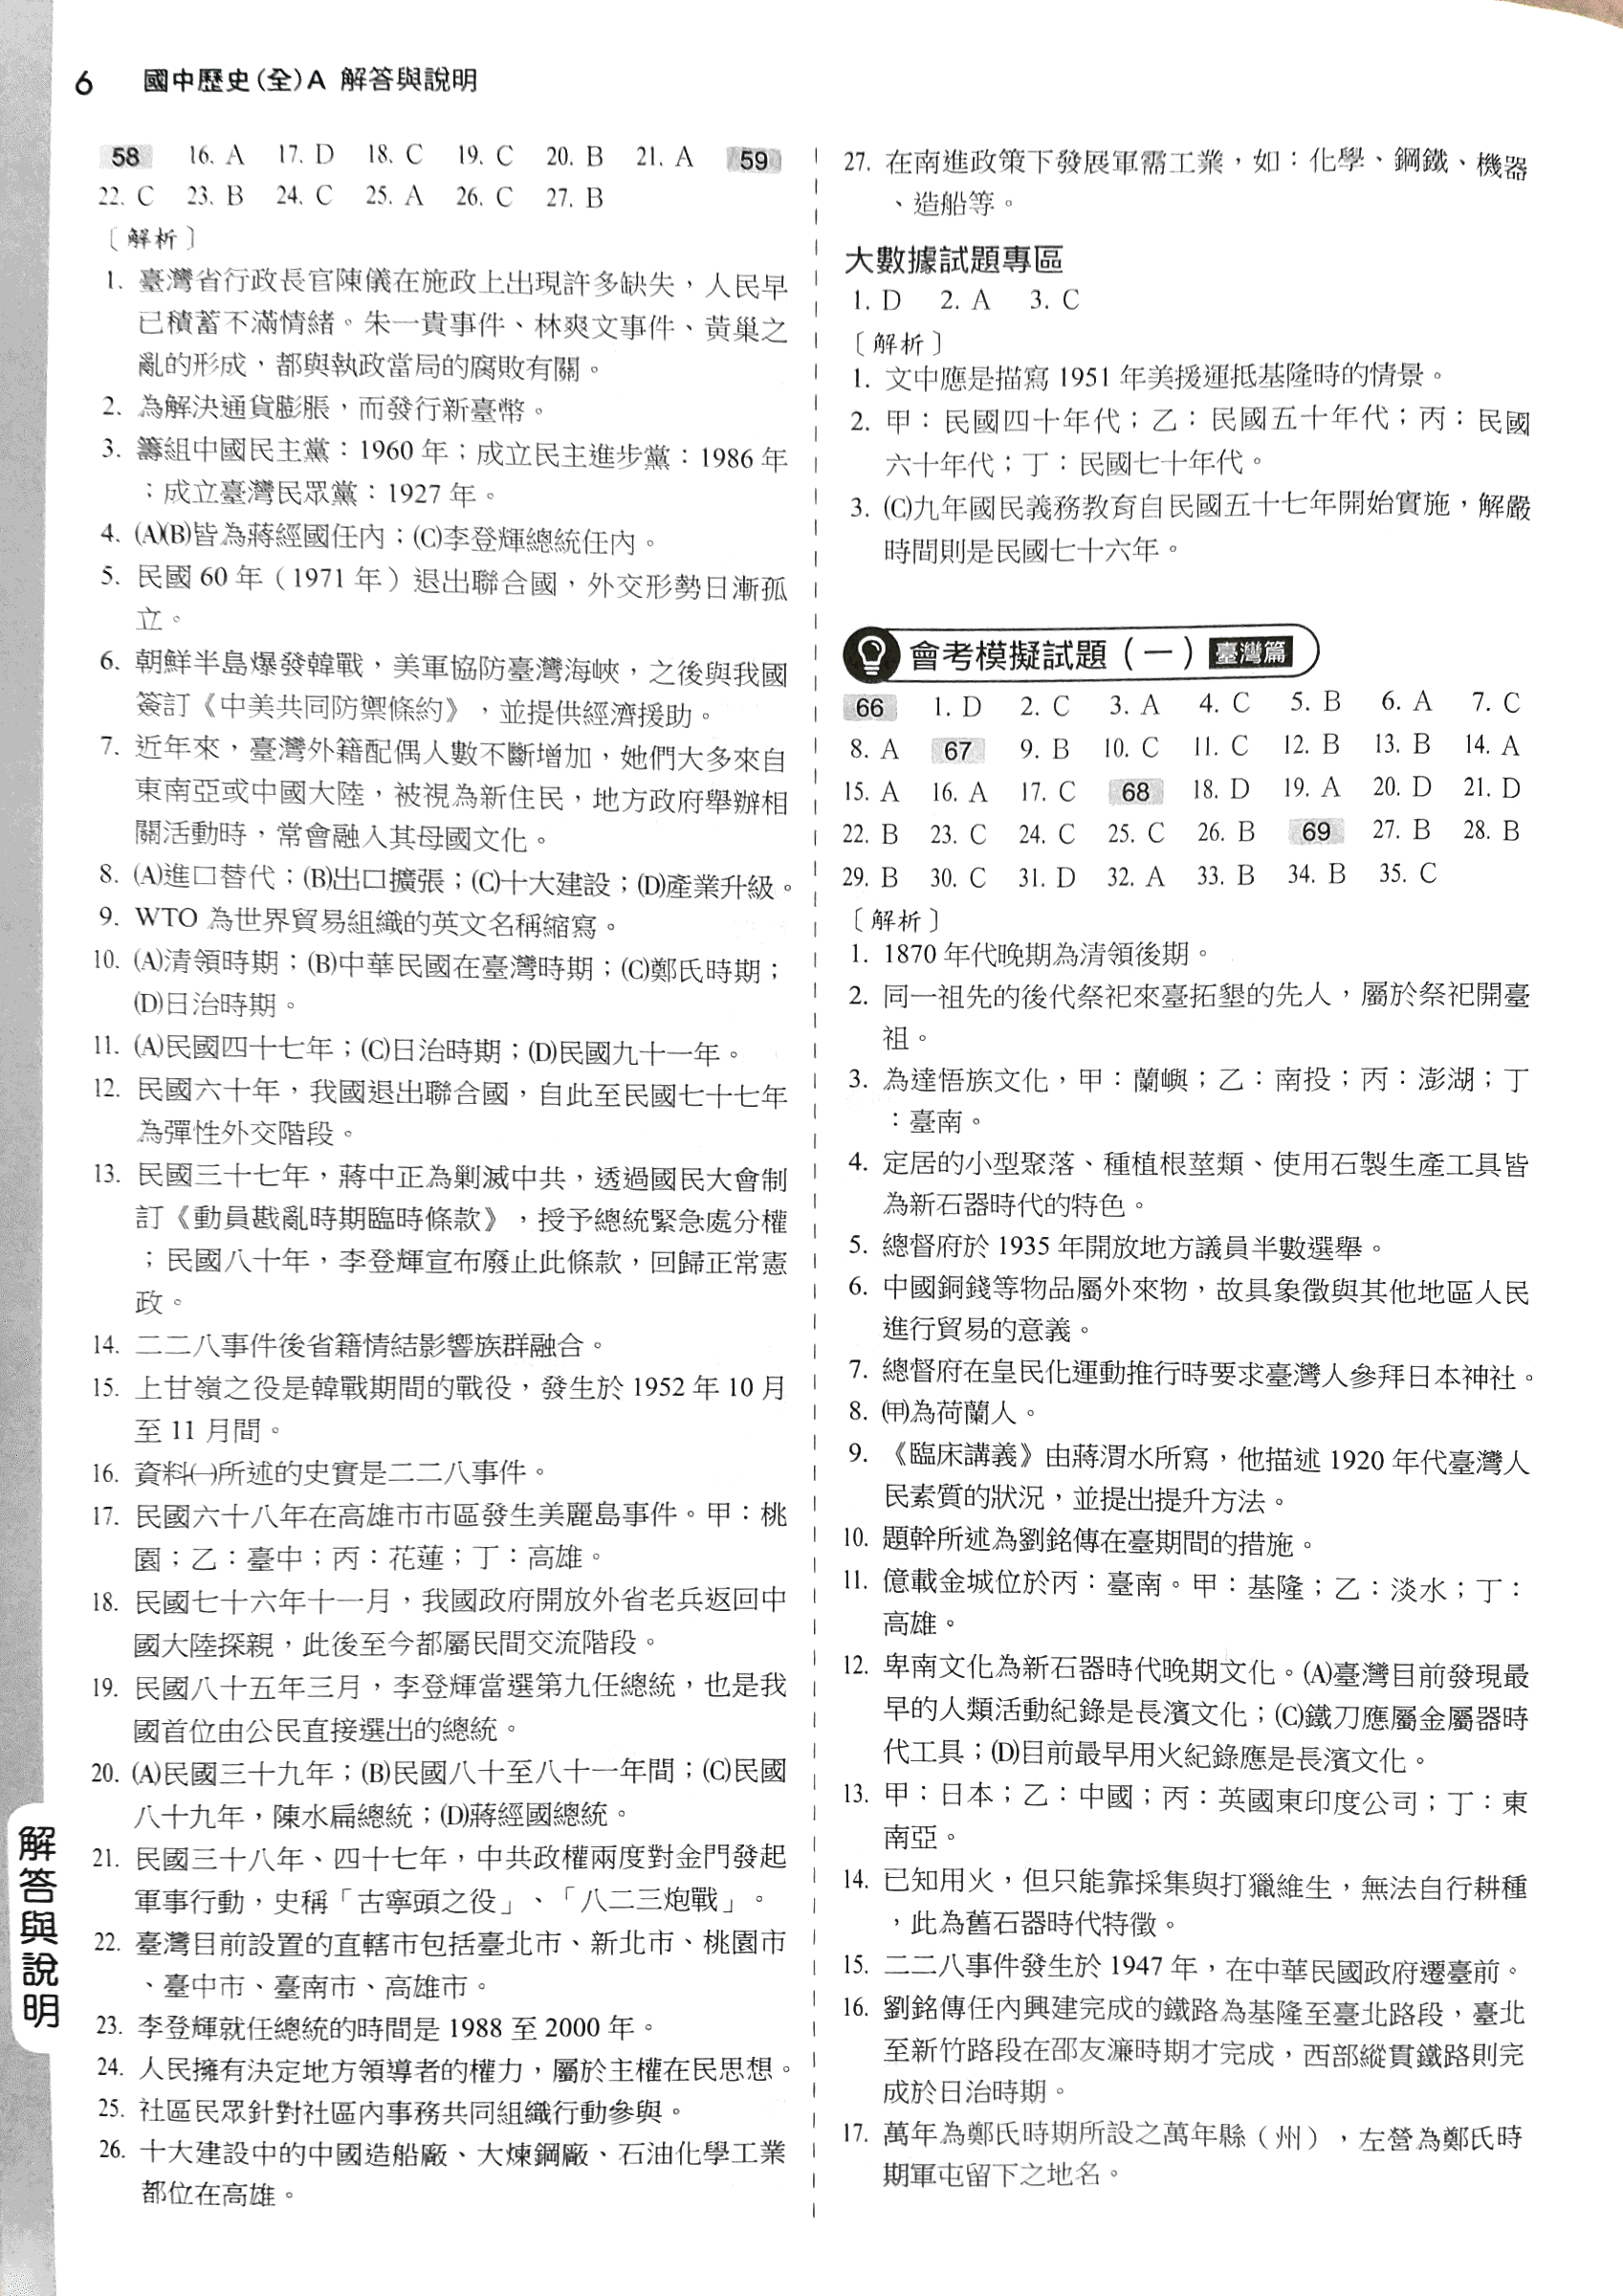 6 國中歷史(全)A 解答與說明
58 16. A 17. D 18. C 19. C 20. B 21. A 59
22. C 23. B 24. C 25. A 26. C 27. B
〔解析〕
1. 臺灣省行政長官陳儀在施政上出現許多缺失，人民早
已積蓄不滿情緒。朱一貴事件、林爽文事件、黃巢之
亂的形成，都與執政當局的腐敗有關。
2. 為解決通貨膨脹，而發行新臺幣。
3. 籌組中國民主黨：1960 年；成立民主進步黨：1986 年
；成立臺灣民眾黨：1927 年。
4. (A)(B)皆為蔣經國任內；(C)李登輝總統任內。
5. 民國 60 年（1971 年）退出聯合國，外交形勢日漸孤
立。
6. 朝鮮半島爆發韓戰，美軍協防臺灣海峽，之後與我國
簽訂《中美共同防禦條約》，並提供經濟援助。
7. 近年來，臺灣外籍配偶人數不斷增加，她們大多來自
東南亞或中國大陸，被視為新住民，地方政府舉辦相
關活動時，常會融入其母國文化。
8. (A)進口替代；(B)出口擴張；(C)十大建設；(D)產業升級。
9. WTO 為世界貿易組織的英文名稱縮寫。
10. (A)清領時期；(B)中華民國在臺灣時期；(C)鄭氏時期；
(D)日治時期。
11. (A)民國四十七年；(C)日治時期；(D)民國九十一年。
12. 民國六十年，我國退出聯合國，自此至民國七十七年
為彈性外交階段。
13. 民國三十七年，蔣中正為剿滅中共，透過國民大會制
訂《動員戡亂時期臨時條款》，授予總統緊急處分權
；民國八十年，李登輝宣布廢止此條款，回歸正常憲
政。
14. 二二八事件後省籍情結影響族群融合。
15. 上甘嶺之役是韓戰期間的戰役，發生於 1952 年 10 月
至 11 月間。
16. 資料㈠所述的史實是二二八事件。
17. 民國六十八年在高雄市市區發生美麗島事件。甲：桃
園；乙：臺中；丙：花蓮；丁：高雄。
18. 民國七十六年十一月，我國政府開放外省老兵返回中
國大陸探親，此後至今都屬民間交流階段。
19. 民國八十五年三月，李登輝當選第九任總統，也是我
國首位由公民直接選出的總統。
20. (A)民國三十九年；(B)民國八十至八十一年間；(C)民國
八十九年，陳水扁總統；(D)蔣經國總統。
21. 民國三十八年、四十七年，中共政權兩度對金門發起
軍事行動，史稱「古寧頭之役」、「八二三炮戰」。
22. 臺灣目前設置的直轄市包括臺北市、新北市、桃園市
、臺中市、臺南市、高雄市。
23. 李登輝就任總統的時間是 1988 至 2000 年。
24. 人民擁有決定地方領導者的權力，屬於主權在民思想。
25. 社區民眾針對社區內事務共同組織行動參與。
26. 十大建設中的中國造船廠、大煉鋼廠、石油化學工業
都位在高雄。
27. 在南進政策下發展軍需工業，如：化學、鋼鐵、機器
、造船等。
大數據試題專區
1. D 2. A 3. C
〔解析〕
1. 文中應是描寫 1951 年美援運抵基隆時的情景。
2. 甲：民國四十年代；乙：民國五十年代；丙：民國
六十年代；丁：民國七十年代。
3. (C)九年國民義務教育自民國五十七年開始實施，解嚴
時間則是民國七十六年。
會考模擬試題（一）臺灣篇
66 1. D 2. C 3. A 4. C 5. B 6. A 7. C
8. A 67 9. B 10. C 11. C 12. B 13. B 14. A
15. A 16. A 17. C 68 18. D 19. A 20. D 21. D
22. B 23. C 24. C 25. C 26. B 69 27. B 28. B
29. B 30. C 31. D 32. A 33. B 34. B 35. C
〔解析〕
1. 1870 年代晚期為清領後期。
2. 同一祖先的後代祭祀來臺拓墾的先人，屬於祭祀開臺
祖。
3. 為達悟族文化，甲：蘭嶼；乙：南投；丙：澎湖；丁
：臺南。
4. 定居的小型聚落、種植根莖類、使用石製生產工具皆
為新石器時代的特色。
5. 總督府於 1935 年開放地方議員半數選舉。
6. 中國銅錢等物品屬外來物，故具象徵與其他地區人民
進行貿易的意義。
7. 總督府在皇民化運動推行時要求臺灣人參拜日本神社。
8. ㈙為荷蘭人。
9. 《臨床講義》由蔣渭水所寫，他描述 1920 年代臺灣人
民素質的狀況，並提出提升方法。
10. 題幹所述為劉銘傳在臺期間的措施。
11. 億載金城位於丙：臺南。甲：基隆；乙：淡水；丁：
高雄。
12. 卑南文化為新石器時代晚期文化。(A)臺灣目前發現最
早的人類活動紀錄是長濱文化；(C)鐵刀應屬金屬器時
代工具；(D)目前最早用火紀錄應是長濱文化。
13. 甲：日本；乙：中國；丙：英國東印度公司；丁：東
南亞。
14. 已知用火，但只能靠採集與打獵維生，無法自行耕種
，此為舊石器時代特徵。
15. 二二八事件發生於 1947 年，在中華民國政府遷臺前。
16. 劉銘傳任內興建完成的鐵路為基隆至臺北路段，臺北
至新竹路段在邵友濂時期才完成，西部縱貫鐵路則完
成於日治時期。
17. 萬年為鄭氏時期所設之萬年縣（州），左營為鄭氏時
期軍屯留下之地名。
解答與說明